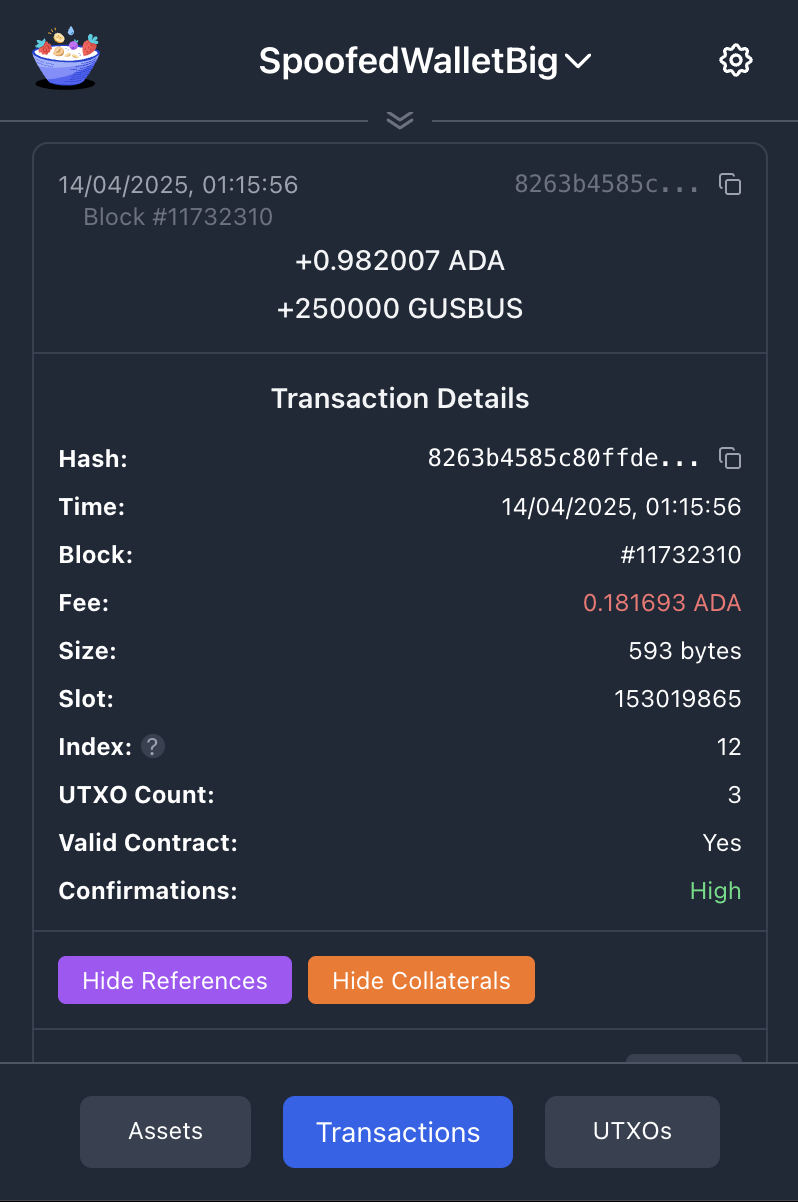 SpoofedWalletBig
14/04/2025, 01:15:56 8263b4585c...
Block #11732310
+0.982007 ADA
+250000 GUSBUS
Transaction Details
Hash: 8263b4585c80ffde...
Time: 14/04/2025, 01:15:56
Block: #11732310
Fee: 0.181693 ADA
Size: 593 bytes
Slot: 153019865
Index: ? 12
UTXO Count: 3
Valid Contract: Yes
Confirmations: High
Hide References Hide Collaterals
Assets Transactions UTXOs